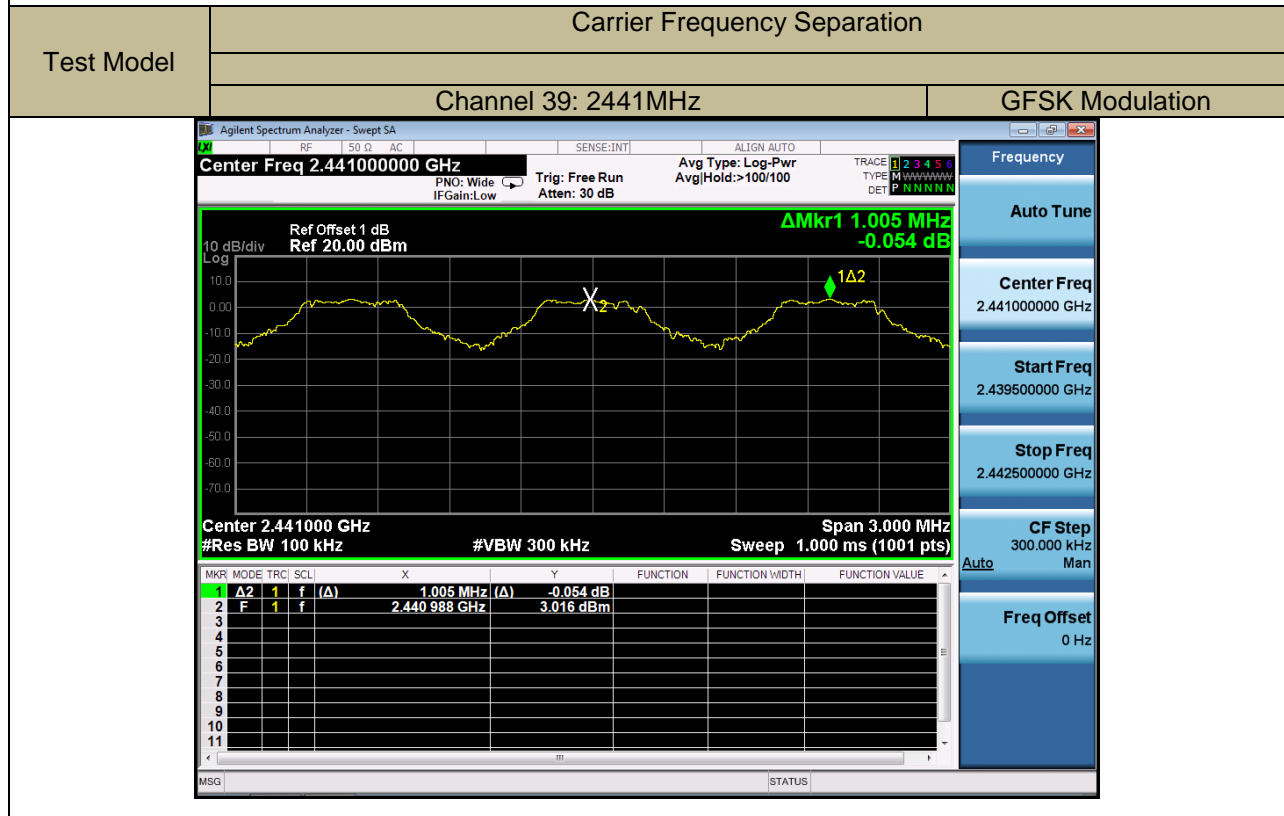 Carrier Frequency Separation
Test Model
Channel 39: 2441MHz GFSK Modulation
Agilent Spectrum Analyzer - Swept SA
LXI RF 50 Ω AC SENSE:INT ALIGN AUTO
Center Freq 2.441000000 GHz
PNO: Wide
IFGain:Low
Trig: Free Run
Atten: 30 dB
Avg Type: Log-Pwr
Avg|Hold:>100/100
TRACE 1 2 3 4 5 6
TYPE M WWWWW
DET P N N N N N
ΔMkr1 1.005 MHz
-0.054 dB
Ref Offset 1 dB
10 dB/div Ref 20.00 dBm
Log
10.0
0.00
-10.0
-20.0
-30.0
-40.0
-50.0
-60.0
-70.0
1Δ2
X2
Center 2.441000 GHz Span 3.000 MHz
#Res BW 100 kHz #VBW 300 kHz Sweep 1.000 ms (1001 pts)
MKR MODE TRC SCL X Y FUNCTION FUNCTION WIDTH FUNCTION VALUE
1 Δ2 1 f (Δ) 1.005 MHz (Δ) -0.054 dB
2 F 1 f 2.440 988 GHz 3.016 dBm
3
4
5
6
7
8
9
10
11
MSG STATUS
Frequency
Auto Tune
Center Freq
2.441000000 GHz
Start Freq
2.439500000 GHz
Stop Freq
2.442500000 GHz
CF Step
300.000 kHz
Auto Man
Freq Offset
0 Hz